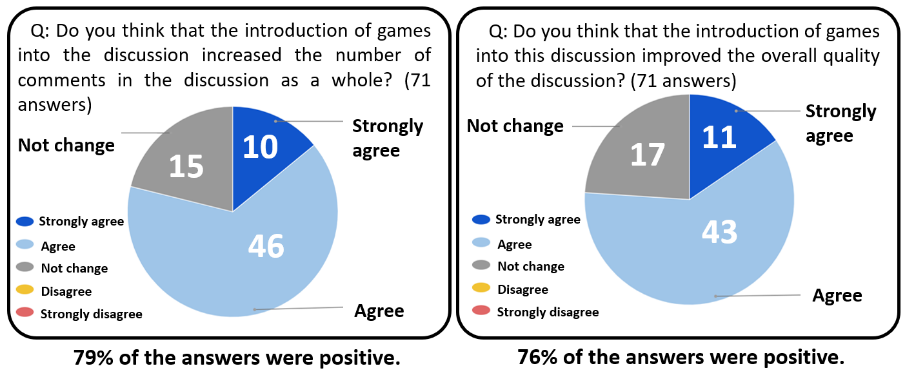 Q: Do you think that the introduction of games
into the discussion increased the number of
comments in the discussion as a whole? (71
answers)
Not change
Strongly
agree
15
10
46
Strongly agree
Agree
Not change
Disagree
Strongly disagree
Agree
79% of the answers were positive.
Q: Do you think that the introduction of games
into this discussion improved the overall quality
of the discussion? (71 answers)
Not change
Strongly
agree
17
11
43
Strongly agree
Agree
Not change
Disagree
Strongly disagree
Agree
76% of the answers were positive.